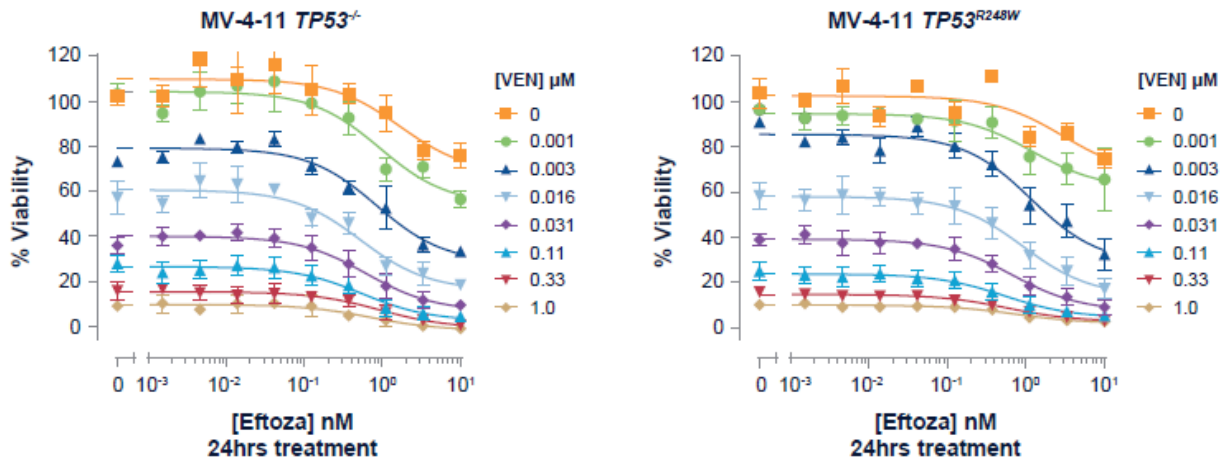 MV-4-11 TP53-/-
120
100
80
60
40
20
0
% Viability
0 10-3 10-2 10-1 100 101
[Eftoza] nM
24hrs treatment
[VEN] µM
0
0.001
0.003
0.016
0.031
0.11
0.33
1.0
MV-4-11 TP53R248W
120
100
80
60
40
20
0
% Viability
0 10-3 10-2 10-1 100 101
[Eftoza] nM
24hrs treatment
[VEN] µM
0
0.001
0.003
0.016
0.031
0.11
0.33
1.0